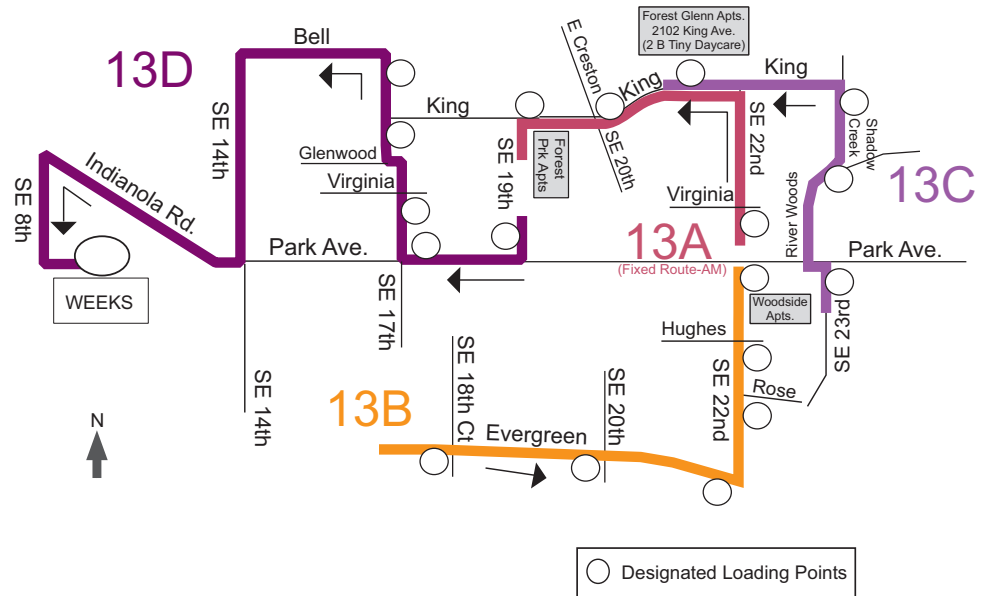 Forest Glenn Apts.
2102 King Ave.
(2 B Tiny Daycare)
Bell
13D
E Creston
King
King
King
SE 14th
SE 22nd
Shadow
Creek
Glenwood
SE 19th
Forest
Prk Apts
SE 20th
Indianola Rd.
Virginia
Virginia
13C
SE 8th
River Woods
13A
(Fixed Route-AM)
Park Ave.
Park Ave.
WEEKS
Woodside
Apts.
SE 17th
Hughes
SE 23rd
SE 14th
SE 18th Ct.
SE 20th
SE 22nd
Rose
13B
Evergreen
N
Designated Loading Points